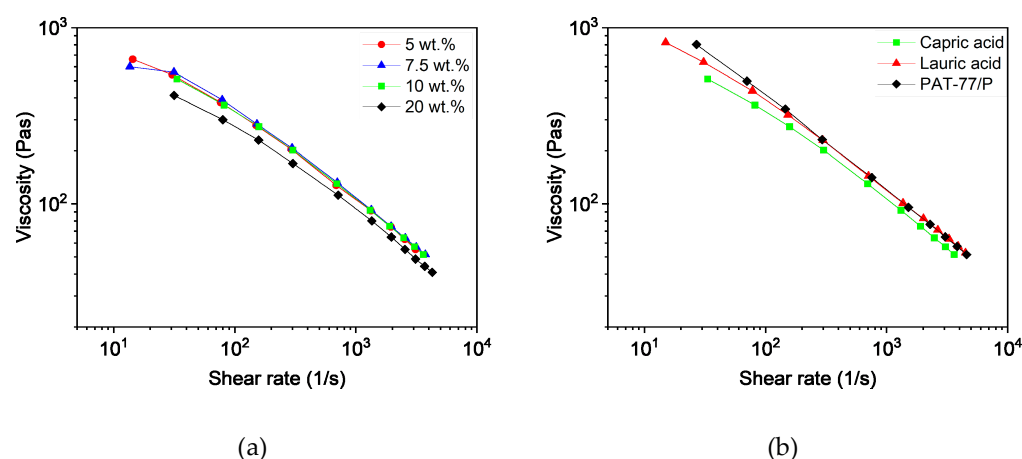 10³
10²
Viscosity (Pas)
5 wt.%
7.5 wt.%
10 wt.%
20 wt.%
10¹ 10² 10³ 10⁴
Shear rate (1/s)
(a)
10³
10²
Viscosity (Pas)
Capric acid
Lauric acid
PAT-77/P
10¹ 10² 10³ 10⁴
Shear rate (1/s)
(b)